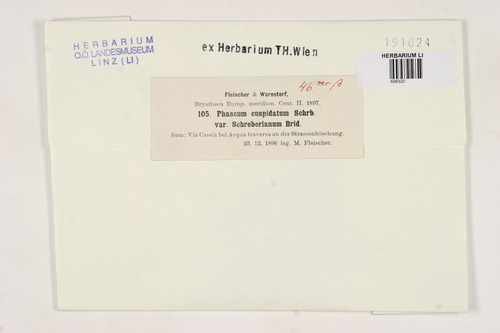 HERBARIUM
O.Ö. LANDESMUSEUM
LINZ (LI)
ex Herbarium TH.Wien
191024
HERBARIUM LI
46 var β
Fleischer & Warnstorf,
Bryotheca Europ. meridion. Cent. II. 1897.
105. Phascum cuspidatum Schrb.
var. Schreberianum Brid.
Rom: Via Cassia bei Acqua traversa an der Strassenböschung.
23. 12. 1896 leg. M. Fleischer.